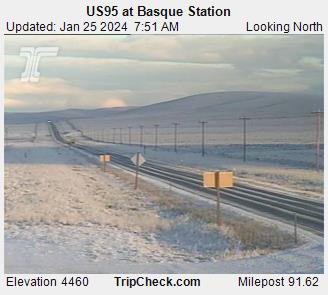 US95 at Basque Station
Updated: Jan 25 2024 7:51 AM Looking North
Elevation 4460 TripCheck.com Milepost 91.62